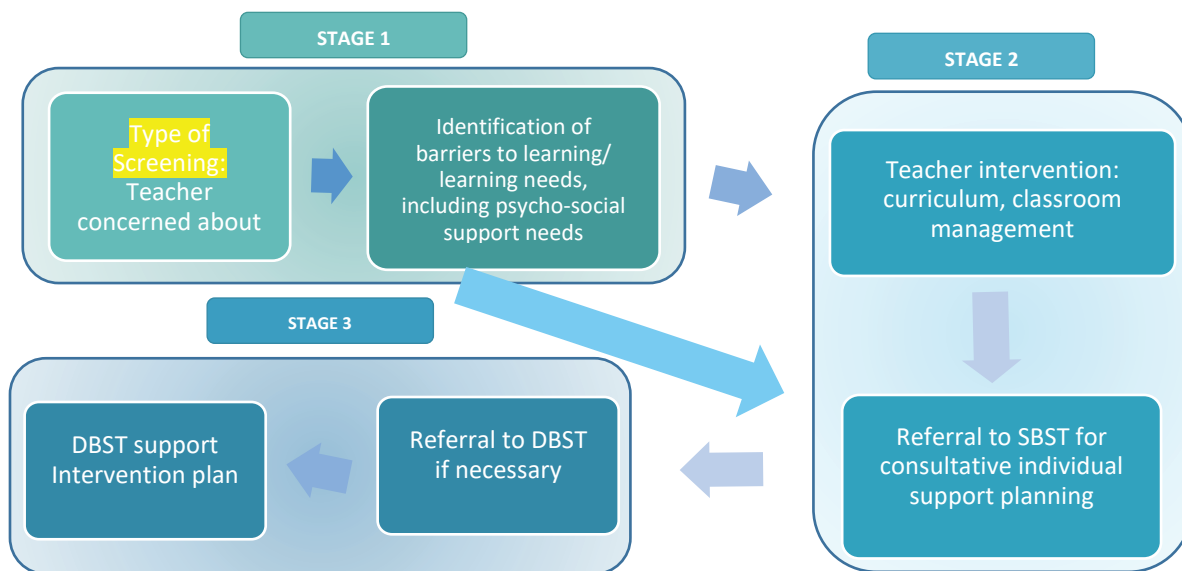 STAGE 1
Type of
Screening:
Teacher
concerned about
Identification of
barriers to learning/
learning needs,
including psycho-social
support needs
STAGE 2
Teacher intervention:
curriculum, classroom
management
Referral to SBST for
consultative individual
support planning
STAGE 3
Referral to DBST
if necessary
DBST support
Intervention plan